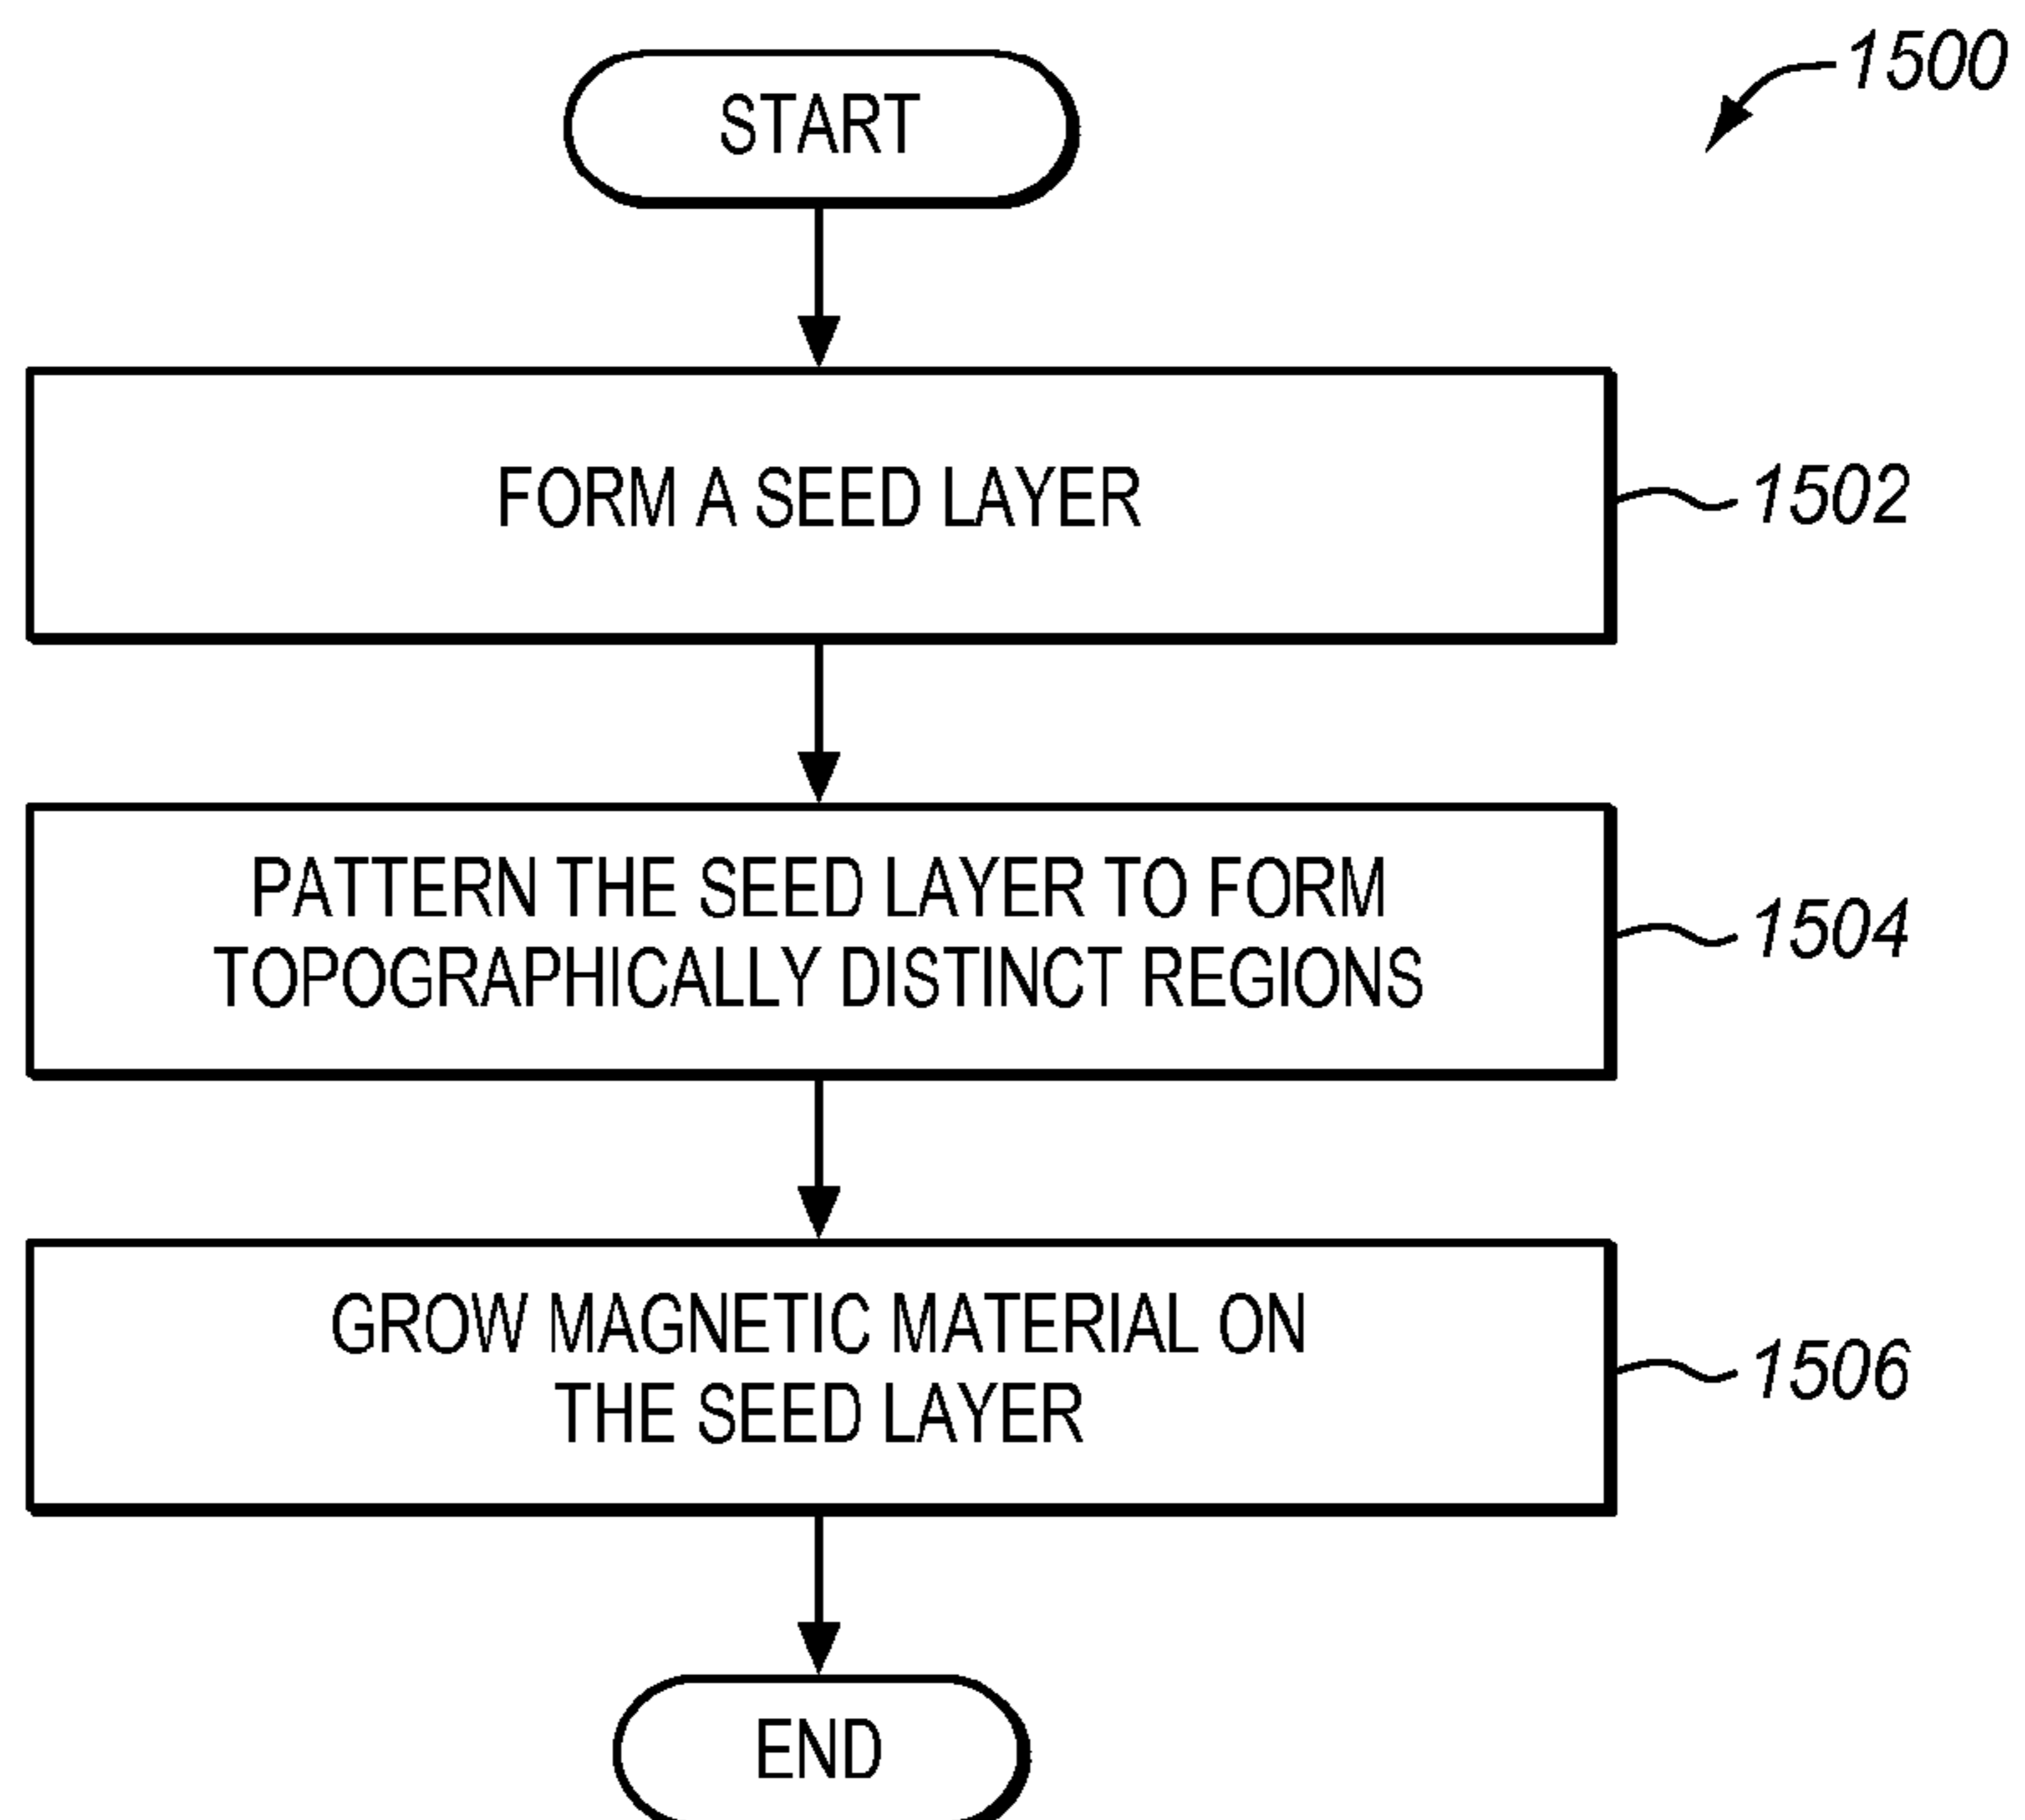 1500
START
FORM A SEED LAYER
1502
PATTERN THE SEED LAYER TO FORM
TOPOGRAPHICALLY DISTINCT REGIONS
1504
GROW MAGNETIC MATERIAL ON
THE SEED LAYER
1506
END